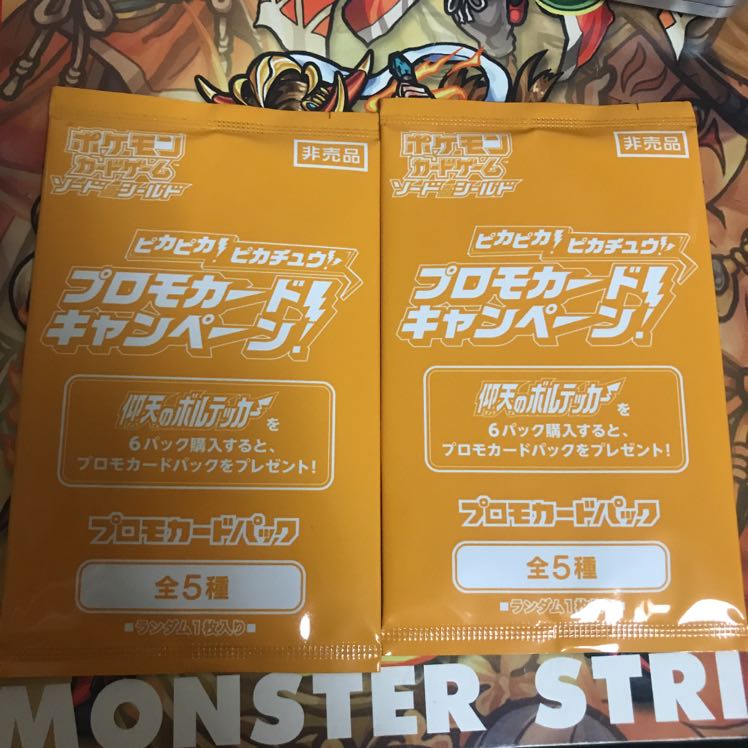 ポケモン
カードゲーム
ソード&シールド
非売品
ピカピカ! ピカチュウ!
プロモカード
キャンペーン!
仰天のボルテッカーを
6パック購入すると、
プロモカードパックをプレゼント!
プロモカードパック
全5種
■ランダム1枚入り■
ポケモン
カードゲーム
ソード&シールド
非売品
ピカピカ! ピカチュウ!
プロモカード
キャンペーン!
仰天のボルテッカーを
6パック購入すると、
プロモカードパックをプレゼント!
プロモカードパック
全5種
■ランダム1枚入り■
MONSTER STRI